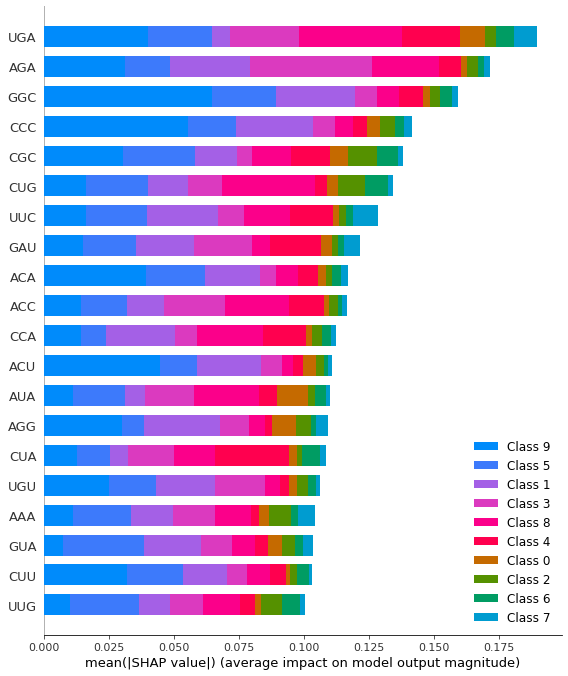 UGA
AGA
GGC
CCC
CGC
CUG
UUC
GAU
ACA
ACC
CCA
ACU
AUA
AGG
CUA
UGU
AAA
GUA
CUU
UUG
Class 9
Class 5
Class 1
Class 3
Class 8
Class 4
Class 0
Class 2
Class 6
Class 7
0.000 0.025 0.050 0.075 0.100 0.125 0.150 0.175
mean(|SHAP value|) (average impact on model output magnitude)